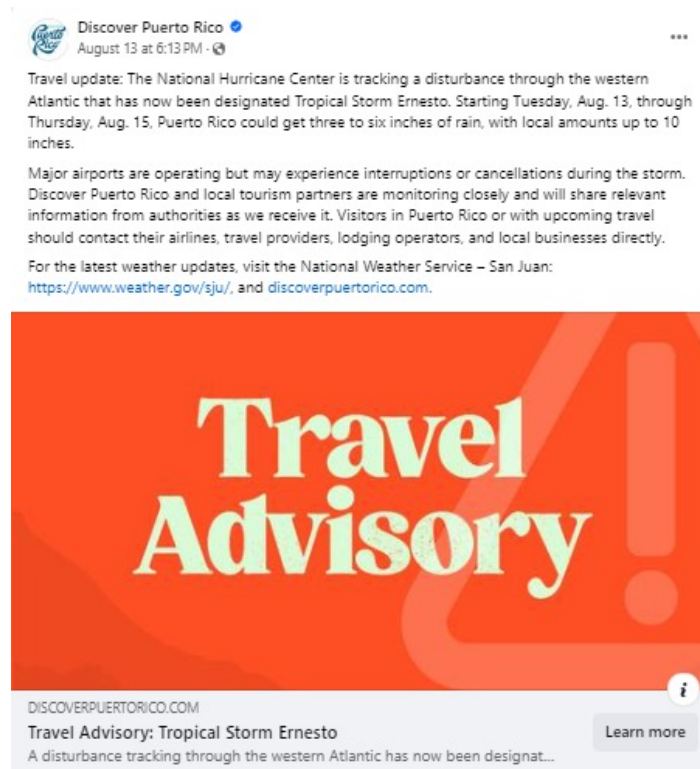 Discover Puerto Rico
August 13 at 6:13 PM ·
Travel update: The National Hurricane Center is tracking a disturbance through the western
Atlantic that has now been designated Tropical Storm Ernesto. Starting Tuesday, Aug. 13, through
Thursday, Aug. 15, Puerto Rico could get three to six inches of rain, with local amounts up to 10
inches.
Major airports are operating but may experience interruptions or cancellations during the storm.
Discover Puerto Rico and local tourism partners are monitoring closely and will share relevant
information from authorities as we receive it. Visitors in Puerto Rico or with upcoming travel
should contact their airlines, travel providers, lodging operators, and local businesses directly.
For the latest weather updates, visit the National Weather Service – San Juan:
https://www.weather.gov/sju/, and discoverpuertorico.com.
Travel
Advisory
DISCOVERPUERTORICO.COM
Travel Advisory: Tropical Storm Ernesto
Learn more
A disturbance tracking through the western Atlantic has now been designat...